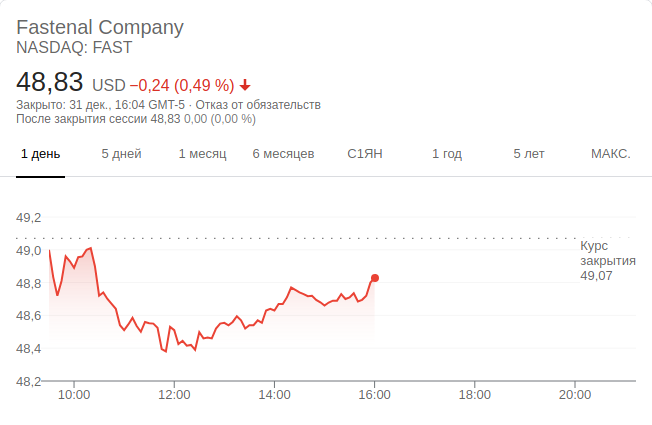 Fastenal Company
NASDAQ: FAST
48,83 USD −0,24 (0,49 %)
Закрыто: 31 дек., 16:04 GMT-5 · Отказ от обязательств
После закрытия сессии 48,83 0,00 (0,00 %)
1 день 5 дней 1 месяц 6 месяцев С1ЯН 1 год 5 лет МАКС.
49,2
49,0
48,8
48,6
48,4
48,2
Курс
закрытия
49,07
10:00 12:00 14:00 16:00 18:00 20:00